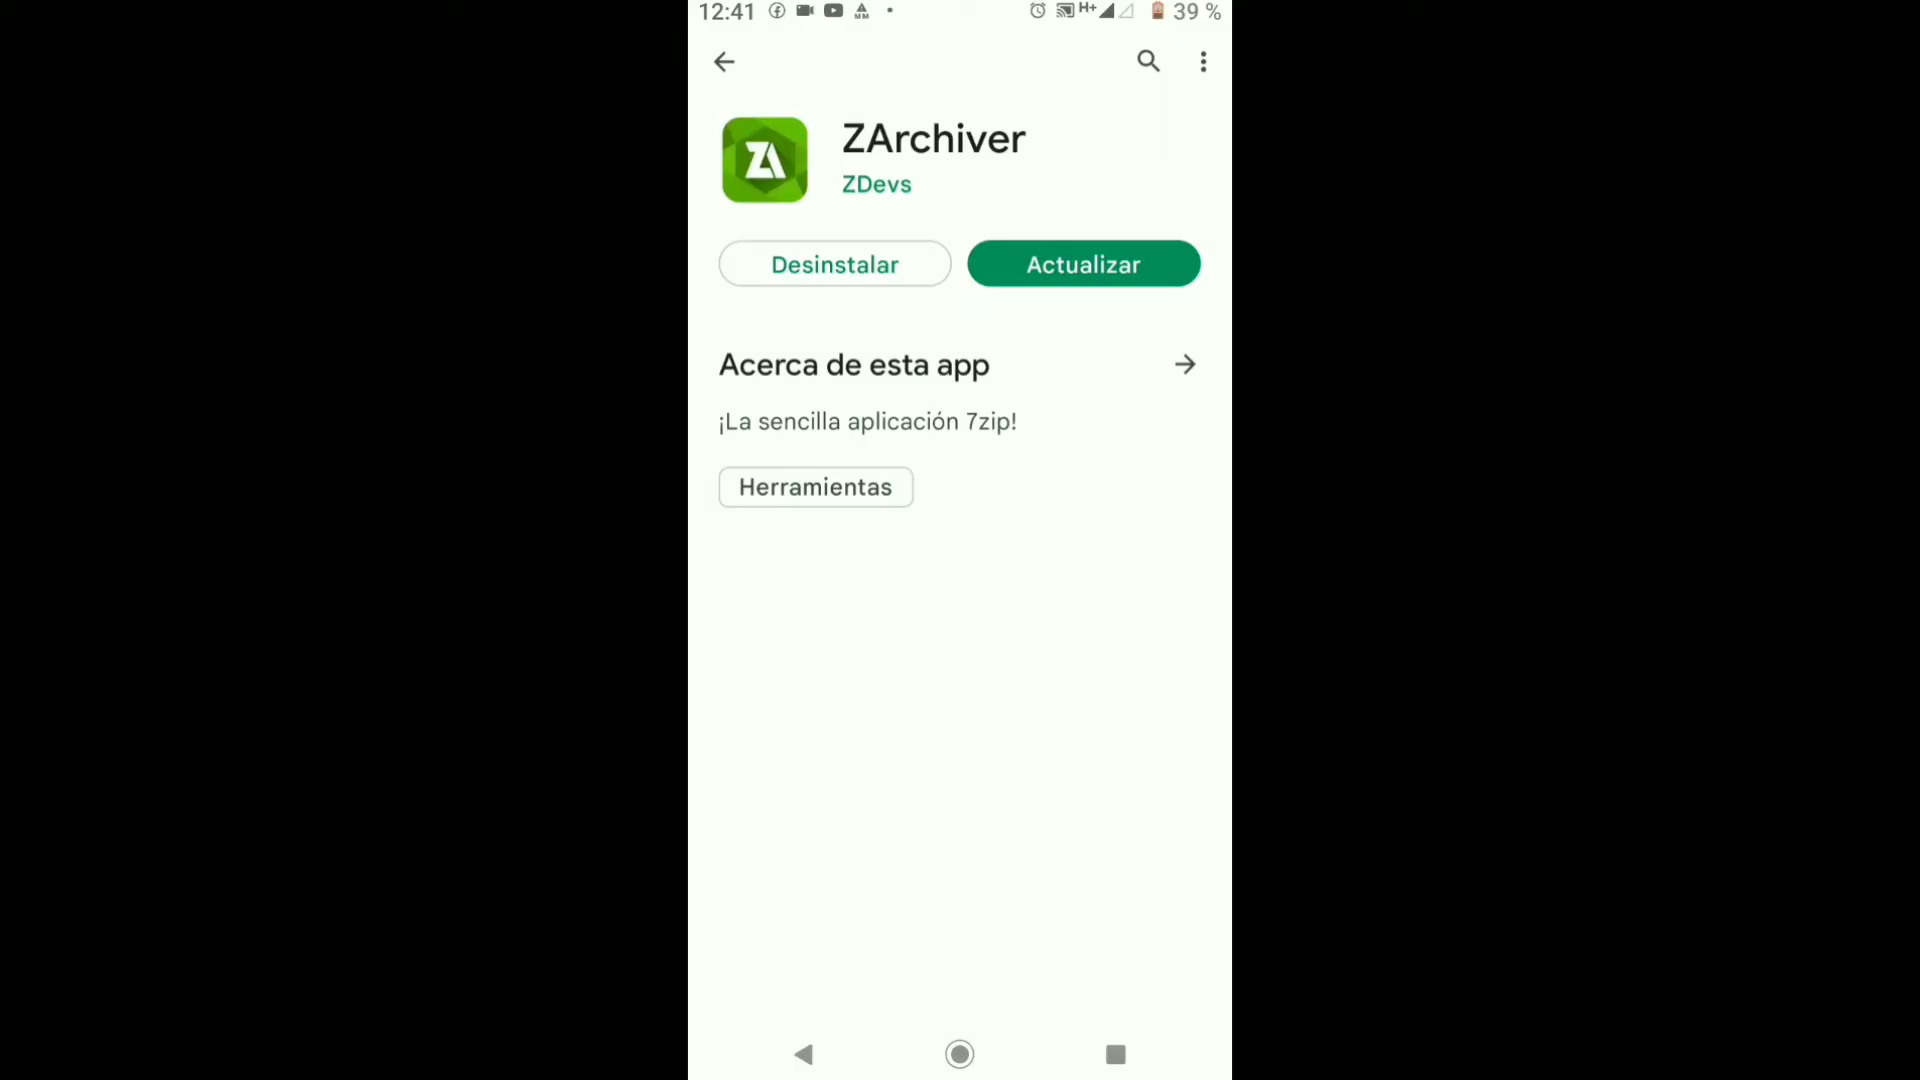 12:41 H+ 39 %
ZArchiver
ZDevs
Desinstalar Actualizar
Acerca de esta app
¡La sencilla aplicación 7zip!
Herramientas